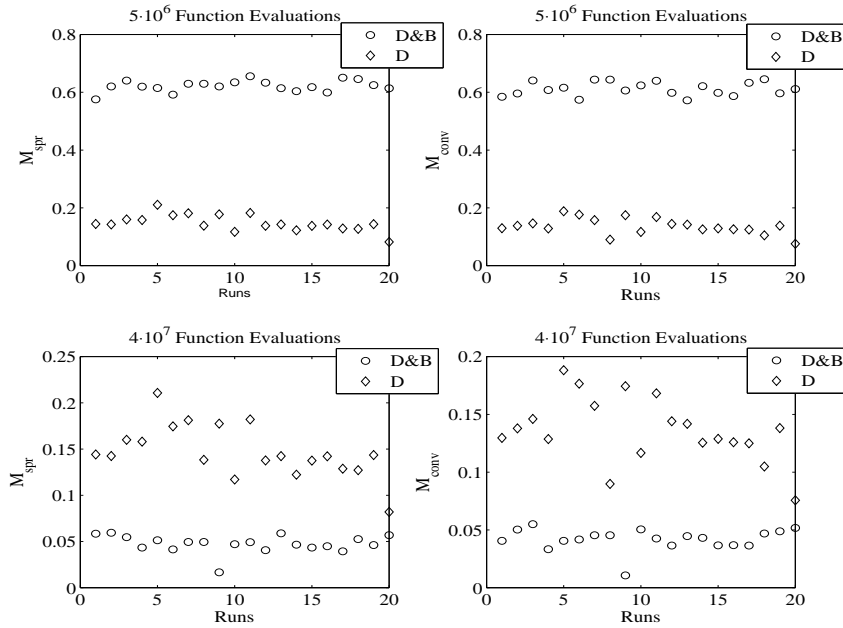 5·10^6 Function Evaluations
D&B
D
0.8
0.6
0.4
0.2
0
M_spr
0 5 10 15 20
Runs
5·10^6 Function Evaluations
D&B
D
0.8
0.6
0.4
0.2
0
M_conv
0 5 10 15 20
Runs
4·10^7 Function Evaluations
D&B
D
0.25
0.2
0.15
0.1
0.05
0
M_spr
0 5 10 15 20
Runs
4·10^7 Function Evaluations
D&B
D
0.2
0.15
0.1
0.05
0
M_conv
0 5 10 15 20
Runs